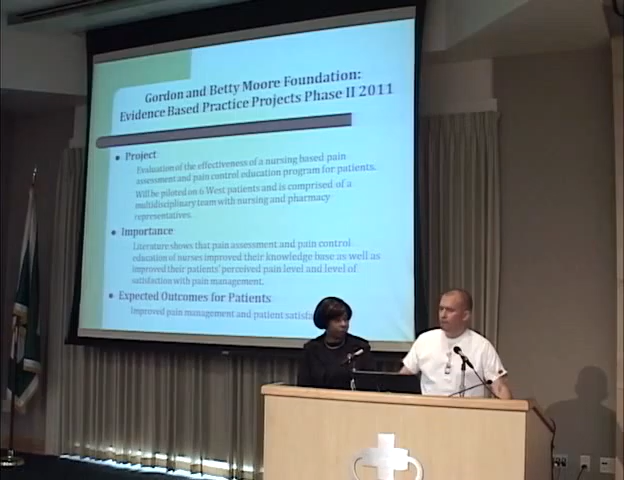 Gordon and Betty Moore Foundation:
Evidence Based Practice Projects Phase II 2011
• Project
Evaluation of the effectiveness of a nursing based pain
assessment and pain control education program for patients.
Will be piloted on 6 West patients and is comprised of a
multidisciplinary team with nursing and pharmacy
representatives.
• Importance
Literature shows that pain assessment and pain control
education of nurses improved their knowledge base as well as
improved their patients' perceived pain level and level of
satisfaction with pain management.
• Expected Outcomes for Patients
Improved pain management and patient